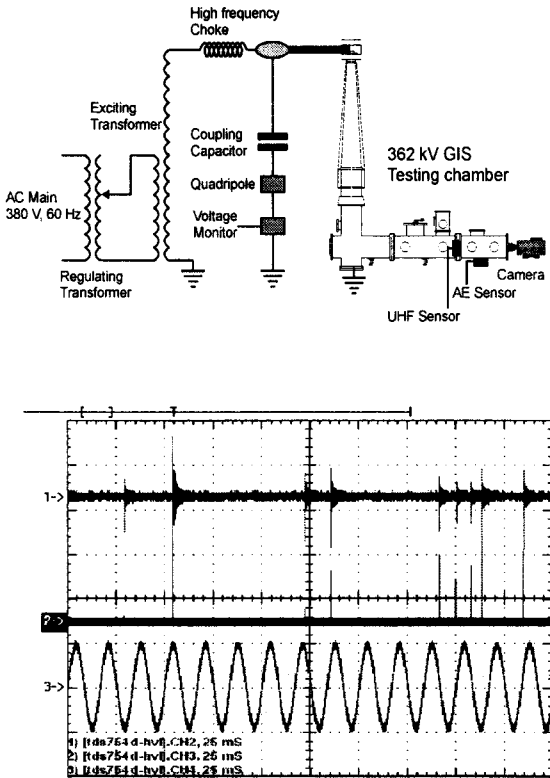 High frequency
Choke
Exciting
Transformer
Coupling
Capacitor
362 kV GIS
Testing chamber
Quadripole
AC Main
380 V, 60 Hz
Voltage
Monitor
Regulating
Transformer
Camera
AE Sensor
UHF Sensor
1->
2->
3->
1) [tds754d-hvl].CH2, 25 mS
2) [tds754d-hvl].CH3, 25 mS
3) [tds754d-hvl].CH4, 25 mS